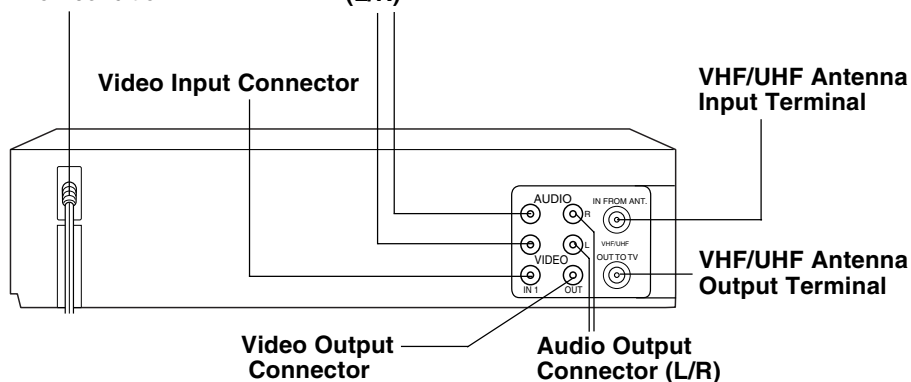 (L/R)
Video Input Connector
VHF/UHF Antenna
Input Terminal
AUDIO
IN FROM ANT.
R
L
VHF/UHF
VIDEO
OUT TO TV
IN 1
OUT
VHF/UHF Antenna
Output Terminal
Video Output
Connector
Audio Output
Connector (L/R)